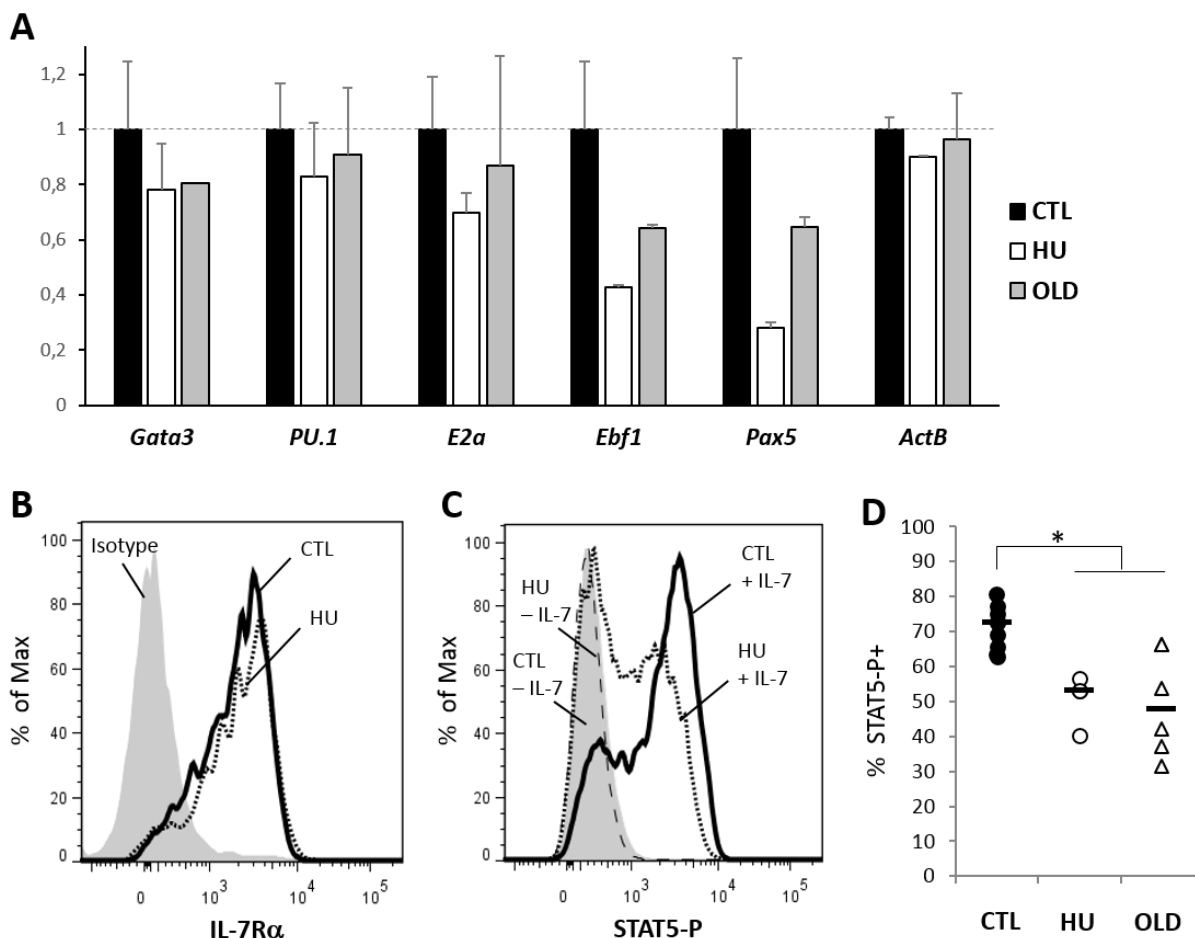 A
1,2
1
0,8
0,6
0,4
0,2
0
Gata3 PU.1 E2a Ebf1 Pax5 ActB
CTL
HU
OLD
B
Isotype
CTL
HU
% of Max
100
80
60
40
20
0
0 10³ 10⁴ 10⁵
IL-7Rα
C
HU
– IL-7
CTL
– IL-7
CTL
+ IL-7
HU
+ IL-7
% of Max
100
80
60
40
20
0
0 10³ 10⁴ 10⁵
STAT5-P
D
*
% STAT5-P+
100
90
80
70
60
50
40
30
20
10
0
CTL HU OLD